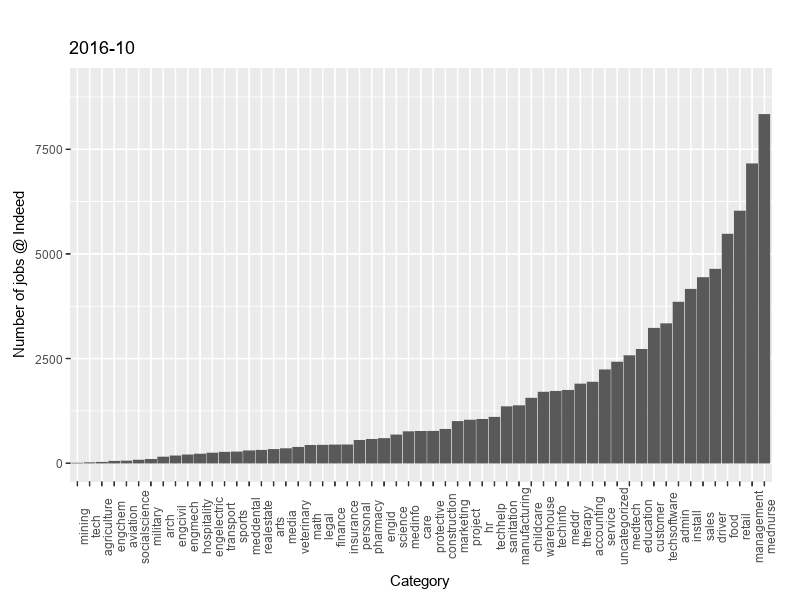 2016-10
Number of jobs @ Indeed
7500
5000
2500
0
mining
tech
agriculture
engchem
aviation
socialscience
military
arch
engcivil
engmech
hospitality
engelectric
transport
sports
meddental
realestate
arts
media
veterinary
math
legal
finance
insurance
personal
pharmacy
engid
science
medinfo
care
protective
construction
marketing
project
hr
techhelp
sanitation
manufacturing
childcare
warehouse
techinfo
meddr
therapy
accounting
service
uncategorized
medtech
education
customer
techsoftware
admin
install
sales
driver
food
retail
management
mednurse
Category